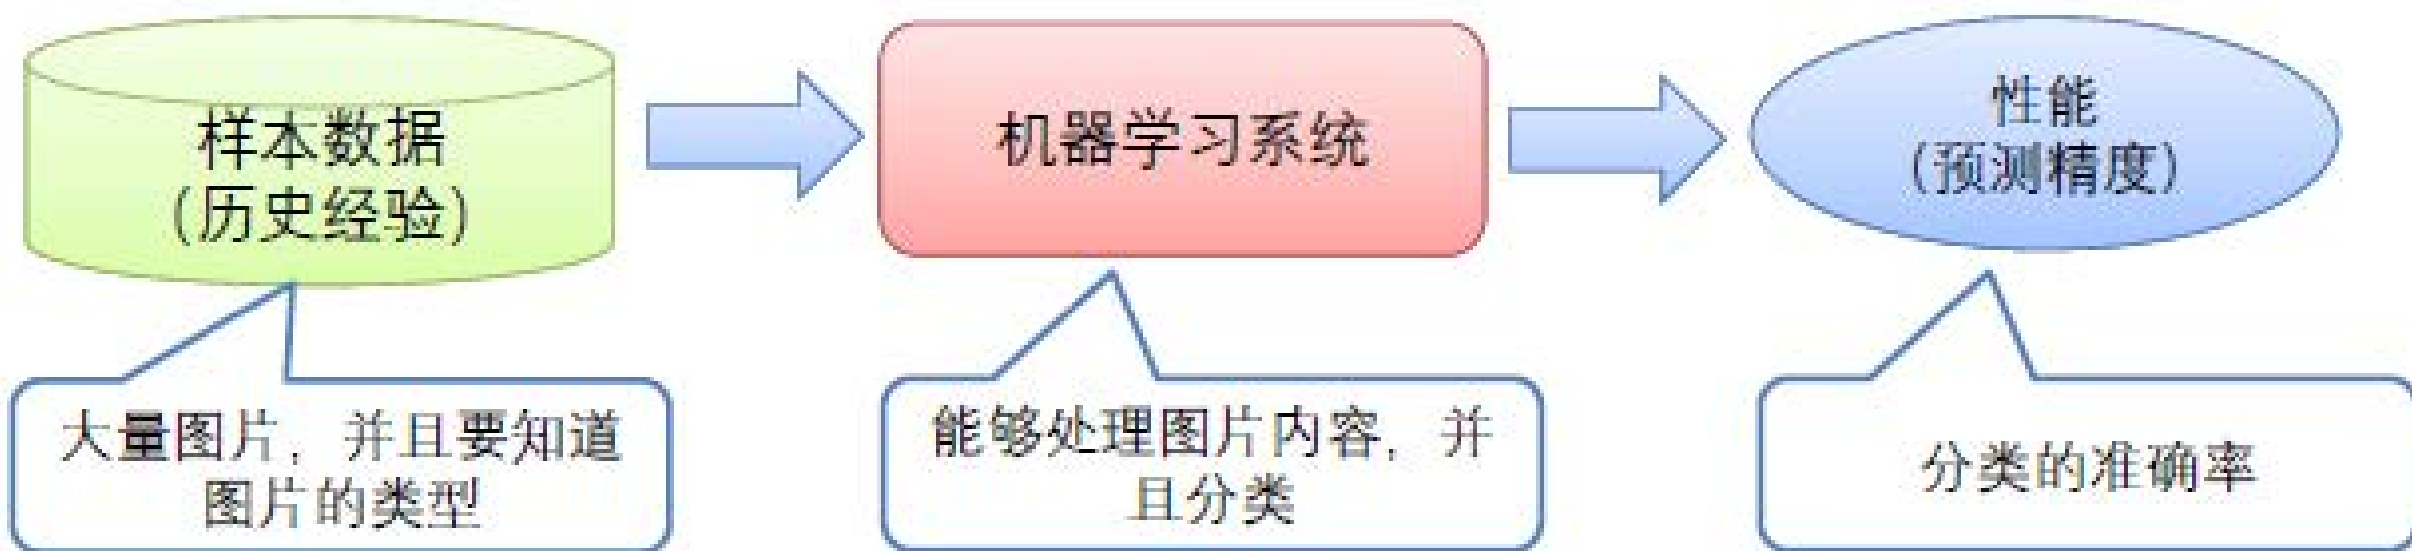 样本数据
（历史经验）
机器学习系统
性能
（预测精度）
大量图片，并且要知道
图片的类型
能够处理图片内容，并
且分类
分类的准确率